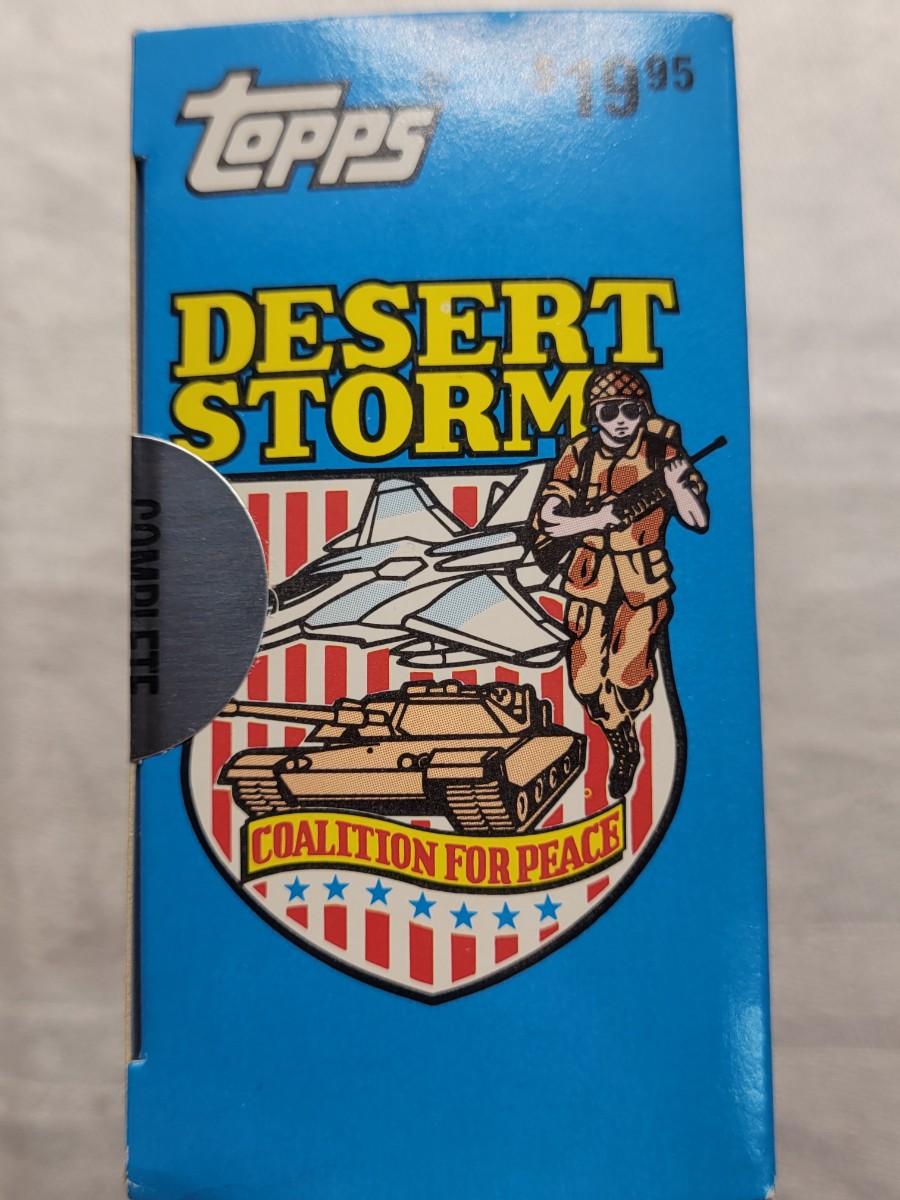 Topps
$19 95
DESERT
STORM
COMPLETE
COALITION FOR PEACE